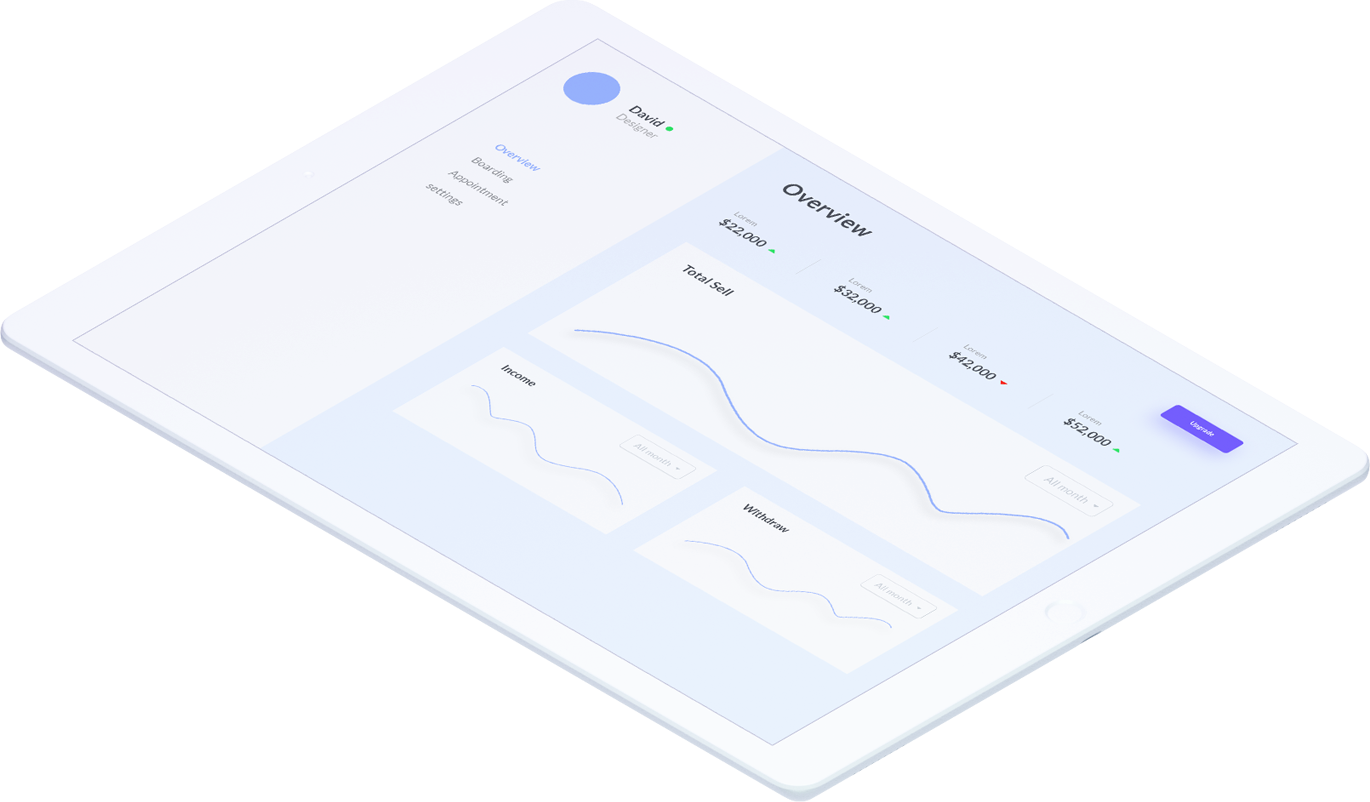 David
Designer
Overview
Boarding
Appointment
settings
Overview
Lorem
$22,000
Lorem
$32,000
Lorem
$42,000
Lorem
$52,000
Upgrade
Total Sell
All month
Income
All month
Withdraw
All month